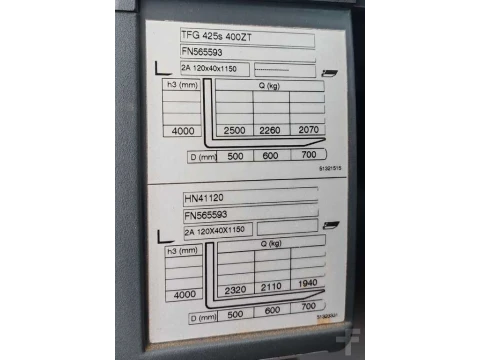 TFG 425s 400ZT
FN565593
2A 120x40x1150 --------------
h3 (mm) Q (kg)
4000 2500 2260 2070
D (mm) 500 600 700
51321515
HN41120
FN565593
2A 120X40X1150
h3 (mm) Q (kg)
4000 2320 2110 1940
D (mm) 500 600 700